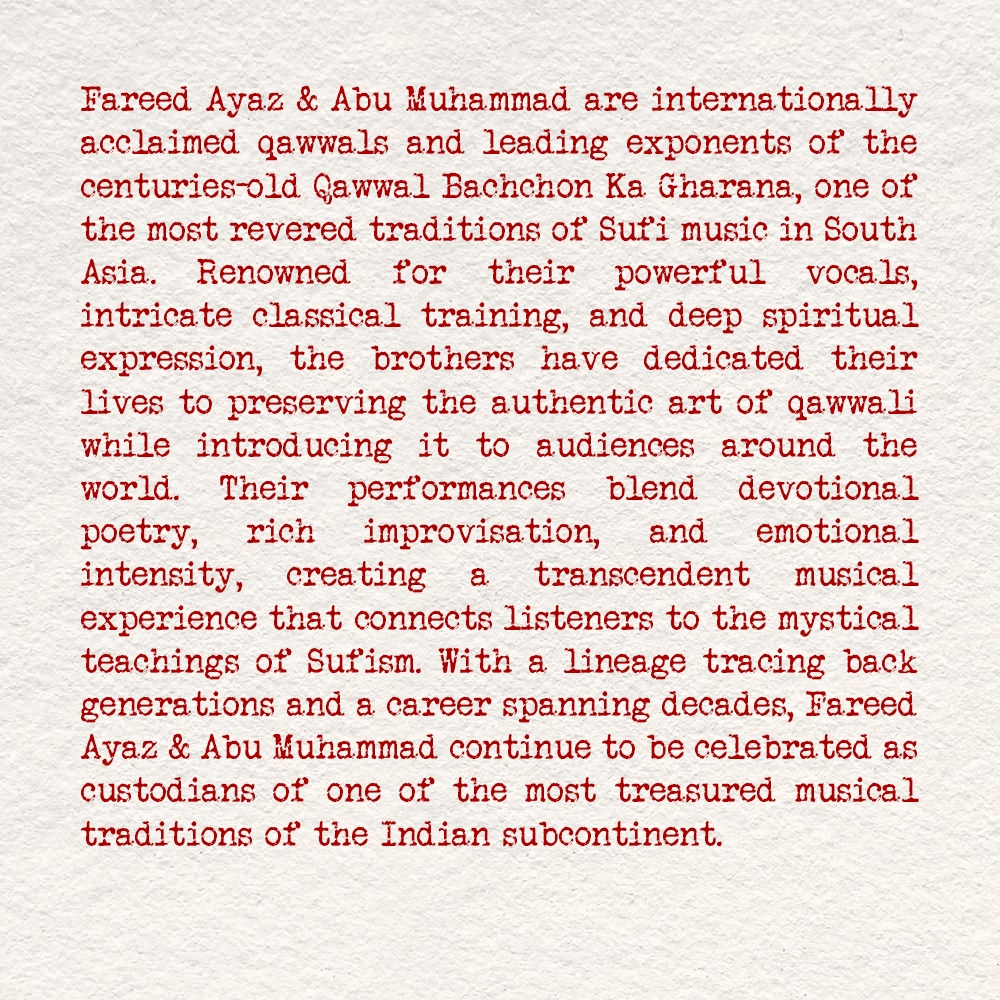 Fareed Ayaz & Abu Muhammad are internationally
acclaimed qawwals and leading exponents of the
centuries-old Qawwal Bachchon Ka Gharana, one of
the most revered traditions of Sufi music in South
Asia. Renowned for their powerful vocals,
intricate classical training, and deep spiritual
expression, the brothers have dedicated their
lives to preserving the authentic art of qawwali
while introducing it to audiences around the
world. Their performances blend devotional
poetry, rich improvisation, and emotional
intensity, creating a transcendent musical
experience that connects listeners to the mystical
teachings of Sufism. With a lineage tracing back
generations and a career spanning decades, Fareed
Ayaz & Abu Muhammad continue to be celebrated as
custodians of one of the most treasured musical
traditions of the Indian subcontinent.